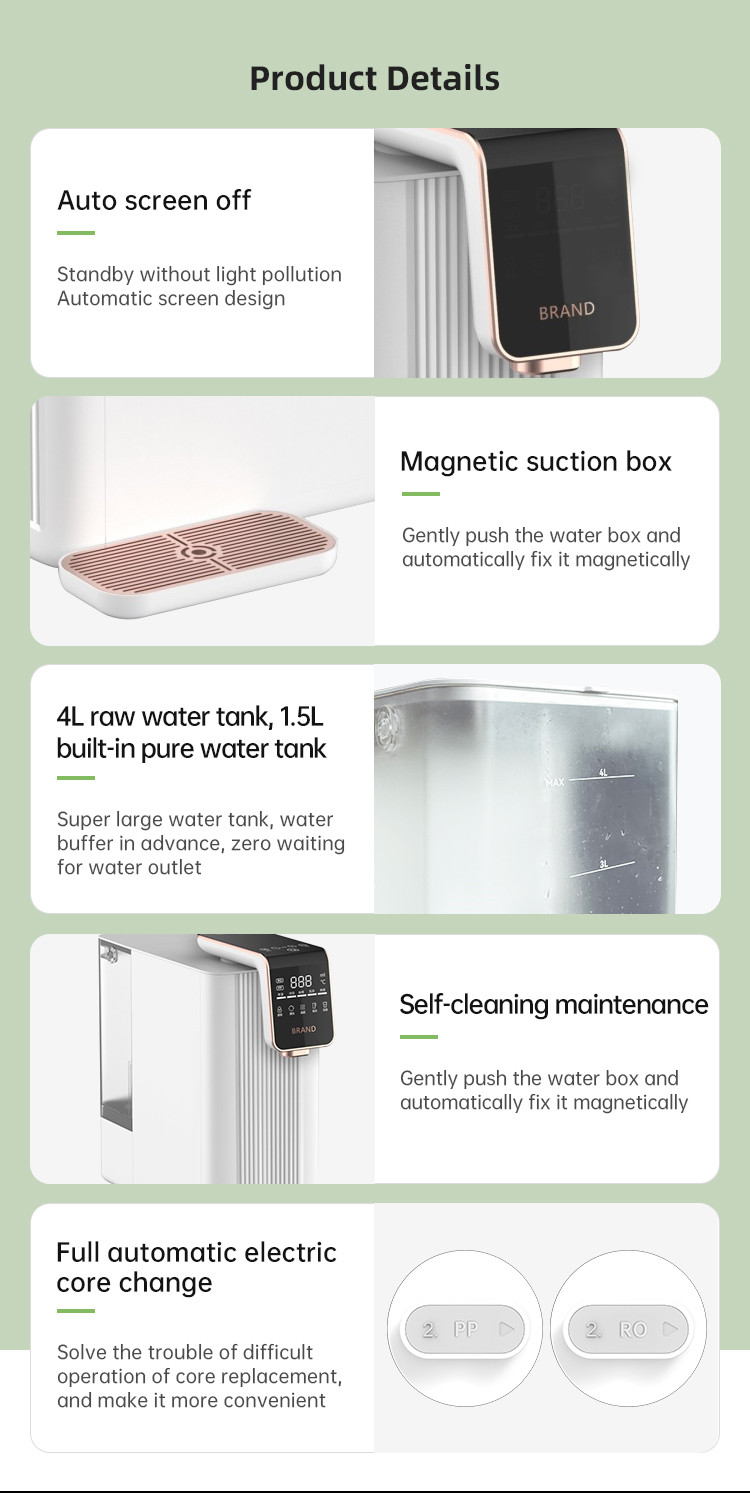 Product Details
Auto screen off
Standby without light pollution
Automatic screen design
BRAND
Magnetic suction box
Gently push the water box and
automatically fix it magnetically
4L raw water tank, 1.5L
built-in pure water tank
Super large water tank, water
buffer in advance, zero waiting
for water outlet
4L
MAX
3L
888
BRAND
Self-cleaning maintenance
Gently push the water box and
automatically fix it magnetically
Full automatic electric
core change
Solve the trouble of difficult
operation of core replacement,
and make it more convenient
2. PP
2. RO